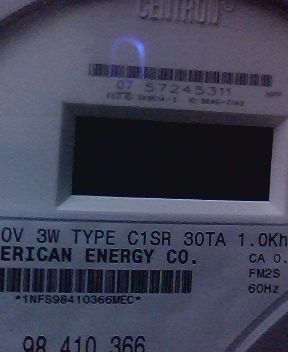 CENTRON
07 57245311
0V 3W TYPE C1SR 30TA 1.0Kh
ERICAN ENERGY CO.
CA 0.
FM2S
60Hz
*1NFS98410366MEC*
98 410 366